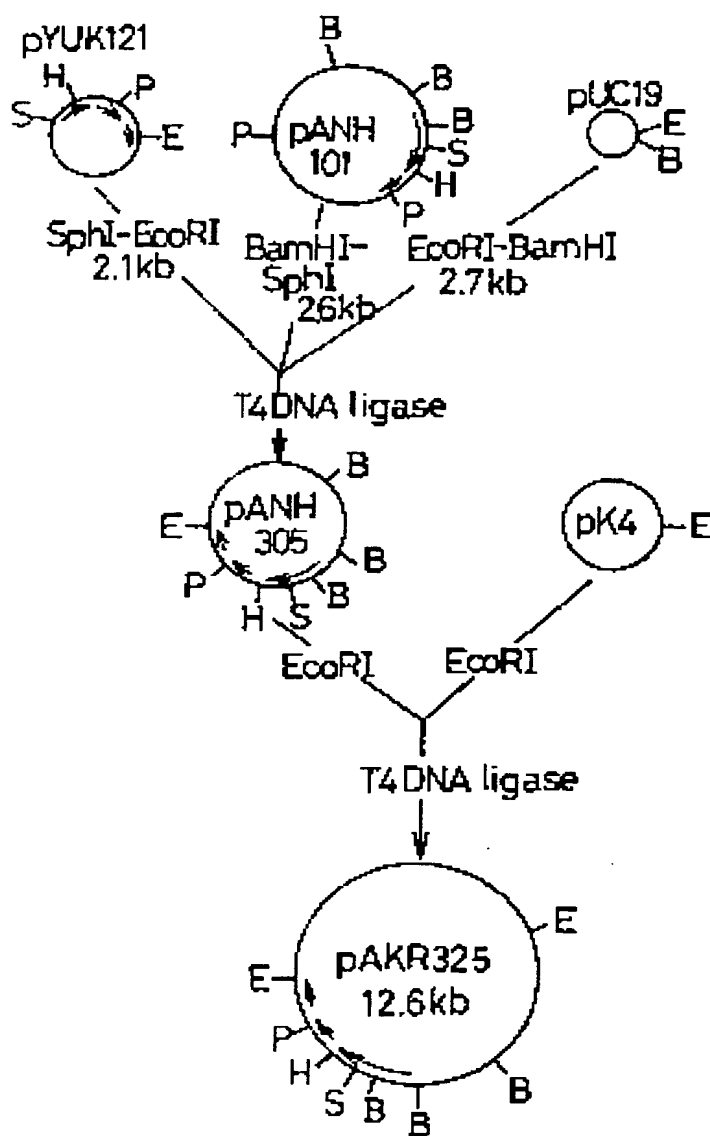 pYUK121
H
P
S
E
B
B
B
S
H
P
P
pANH
101
pUC19
E
B
SphI-EcoRI
2.1kb
BamHI-
SphI
2.6kb
EcoRI-BamHI
2.7kb
T4DNA ligase
B
E
pANH
305
P
H
S
B
B
pK4
E
EcoRI
EcoRI
T4DNA ligase
E
E
pAKR325
12.6kb
P
H
S
B
B
B